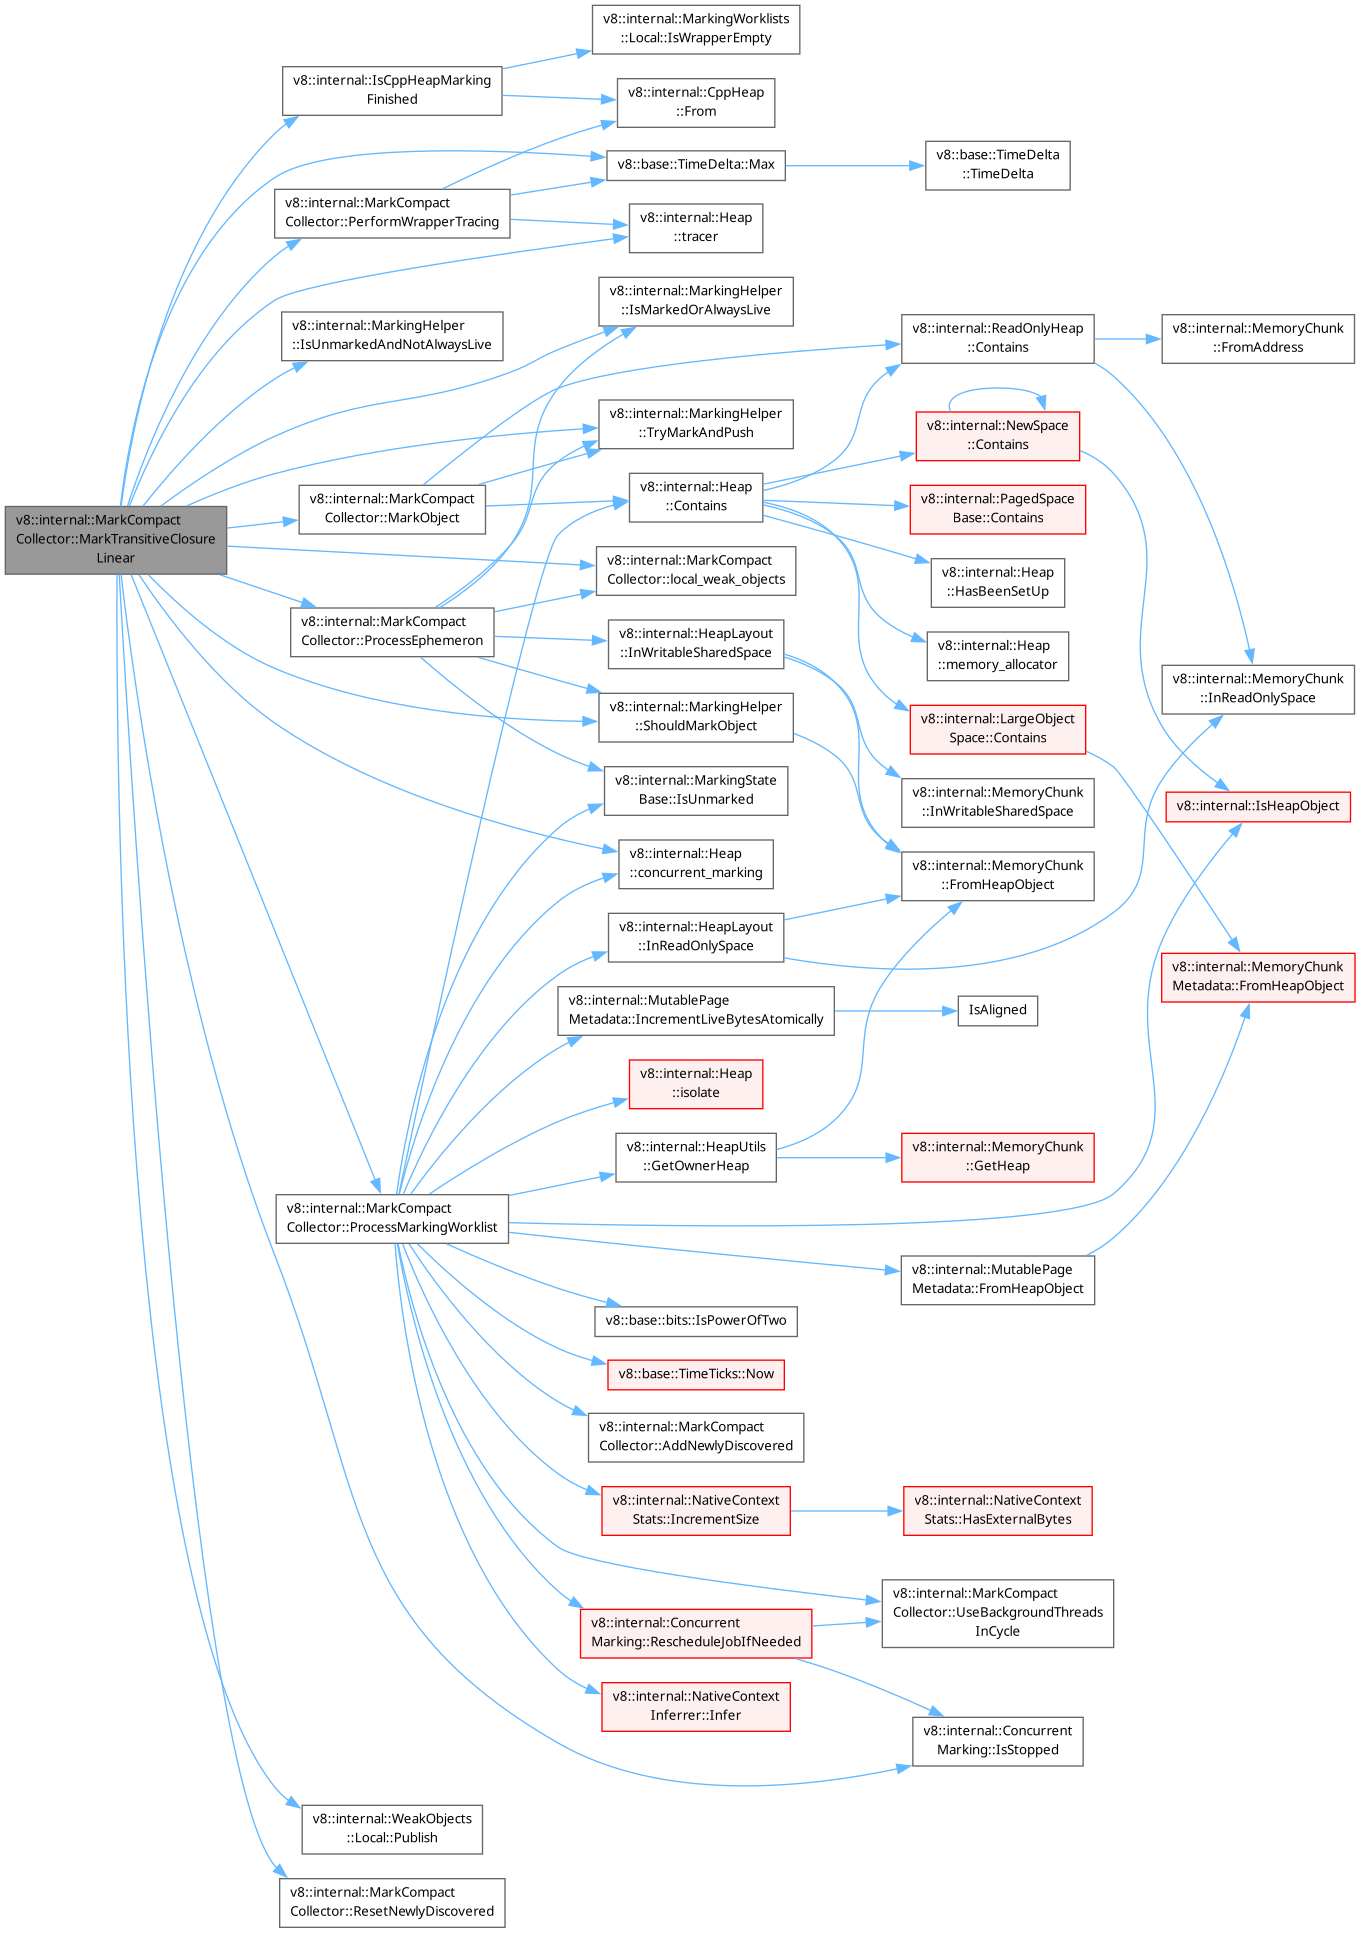 v8::internal::MarkingWorklists
::Local::IsWrapperEmpty
v8::internal::IsCppHeapMarking
Finished
v8::internal::CppHeap
::From
v8::base::TimeDelta::Max
v8::base::TimeDelta
::TimeDelta
v8::internal::MarkCompact
Collector::PerformWrapperTracing
v8::internal::Heap
::tracer
v8::internal::MarkingHelper
::IsMarkedOrAlwaysLive
v8::internal::MarkingHelper
::IsUnmarkedAndNotAlwaysLive
v8::internal::ReadOnlyHeap
::Contains
v8::internal::MemoryChunk
::FromAddress
v8::internal::MarkingHelper
::TryMarkAndPush
v8::internal::NewSpace
::Contains
v8::internal::MarkCompact
Collector::MarkObject
v8::internal::Heap
::Contains
v8::internal::PagedSpace
Base::Contains
v8::internal::MarkCompact
Collector::MarkTransitiveClosure
Linear
v8::internal::MarkCompact
Collector::local_weak_objects
v8::internal::Heap
::HasBeenSetUp
v8::internal::MarkCompact
Collector::ProcessEphemeron
v8::internal::HeapLayout
::InWritableSharedSpace
v8::internal::Heap
::memory_allocator
v8::internal::MemoryChunk
::InReadOnlySpace
v8::internal::MarkingHelper
::ShouldMarkObject
v8::internal::LargeObject
Space::Contains
v8::internal::MarkingState
Base::IsUnmarked
v8::internal::MemoryChunk
::InWritableSharedSpace
v8::internal::IsHeapObject
v8::internal::Heap
::concurrent_marking
v8::internal::MemoryChunk
::FromHeapObject
v8::internal::HeapLayout
::InReadOnlySpace
v8::internal::MemoryChunk
Metadata::FromHeapObject
v8::internal::MutablePage
Metadata::IncrementLiveBytesAtomically
IsAligned
v8::internal::Heap
::isolate
v8::internal::HeapUtils
::GetOwnerHeap
v8::internal::MemoryChunk
::GetHeap
v8::internal::MarkCompact
Collector::ProcessMarkingWorklist
v8::internal::MutablePage
Metadata::FromHeapObject
v8::base::bits::IsPowerOfTwo
v8::base::TimeTicks::Now
v8::internal::MarkCompact
Collector::AddNewlyDiscovered
v8::internal::NativeContext
Stats::IncrementSize
v8::internal::NativeContext
Stats::HasExternalBytes
v8::internal::MarkCompact
Collector::UseBackgroundThreads
InCycle
v8::internal::Concurrent
Marking::RescheduleJobIfNeeded
v8::internal::NativeContext
Inferrer::Infer
v8::internal::Concurrent
Marking::IsStopped
v8::internal::WeakObjects
::Local::Publish
v8::internal::MarkCompact
Collector::ResetNewlyDiscovered